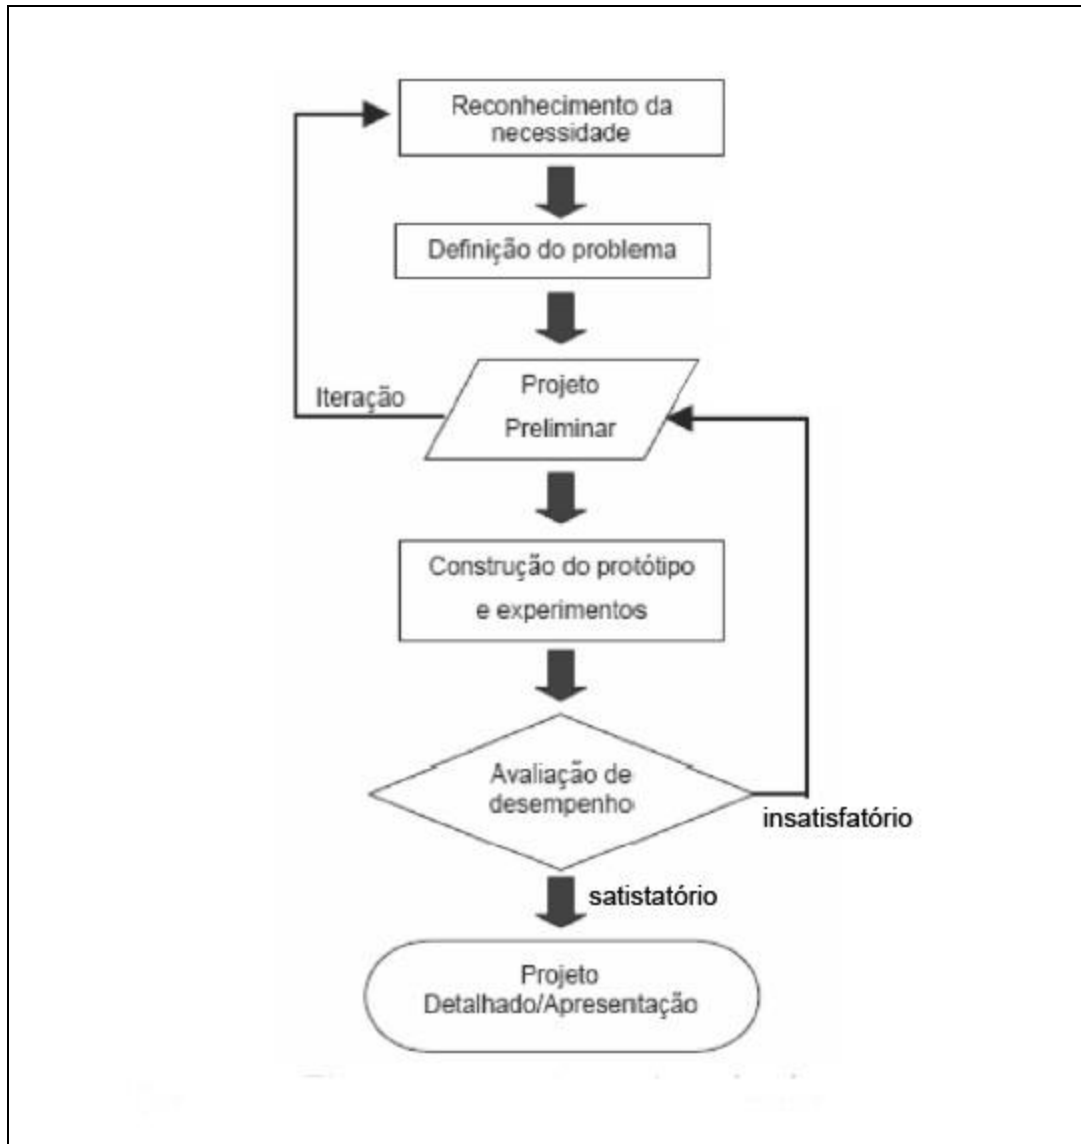 Reconhecimento da
necessidade
Definição do problema
Projeto
Preliminar
Iteração
Construção do protótipo
e experimentos
Avaliação de
desempenho
insatisfatório
satistatório
Projeto
Detalhado/Apresentação